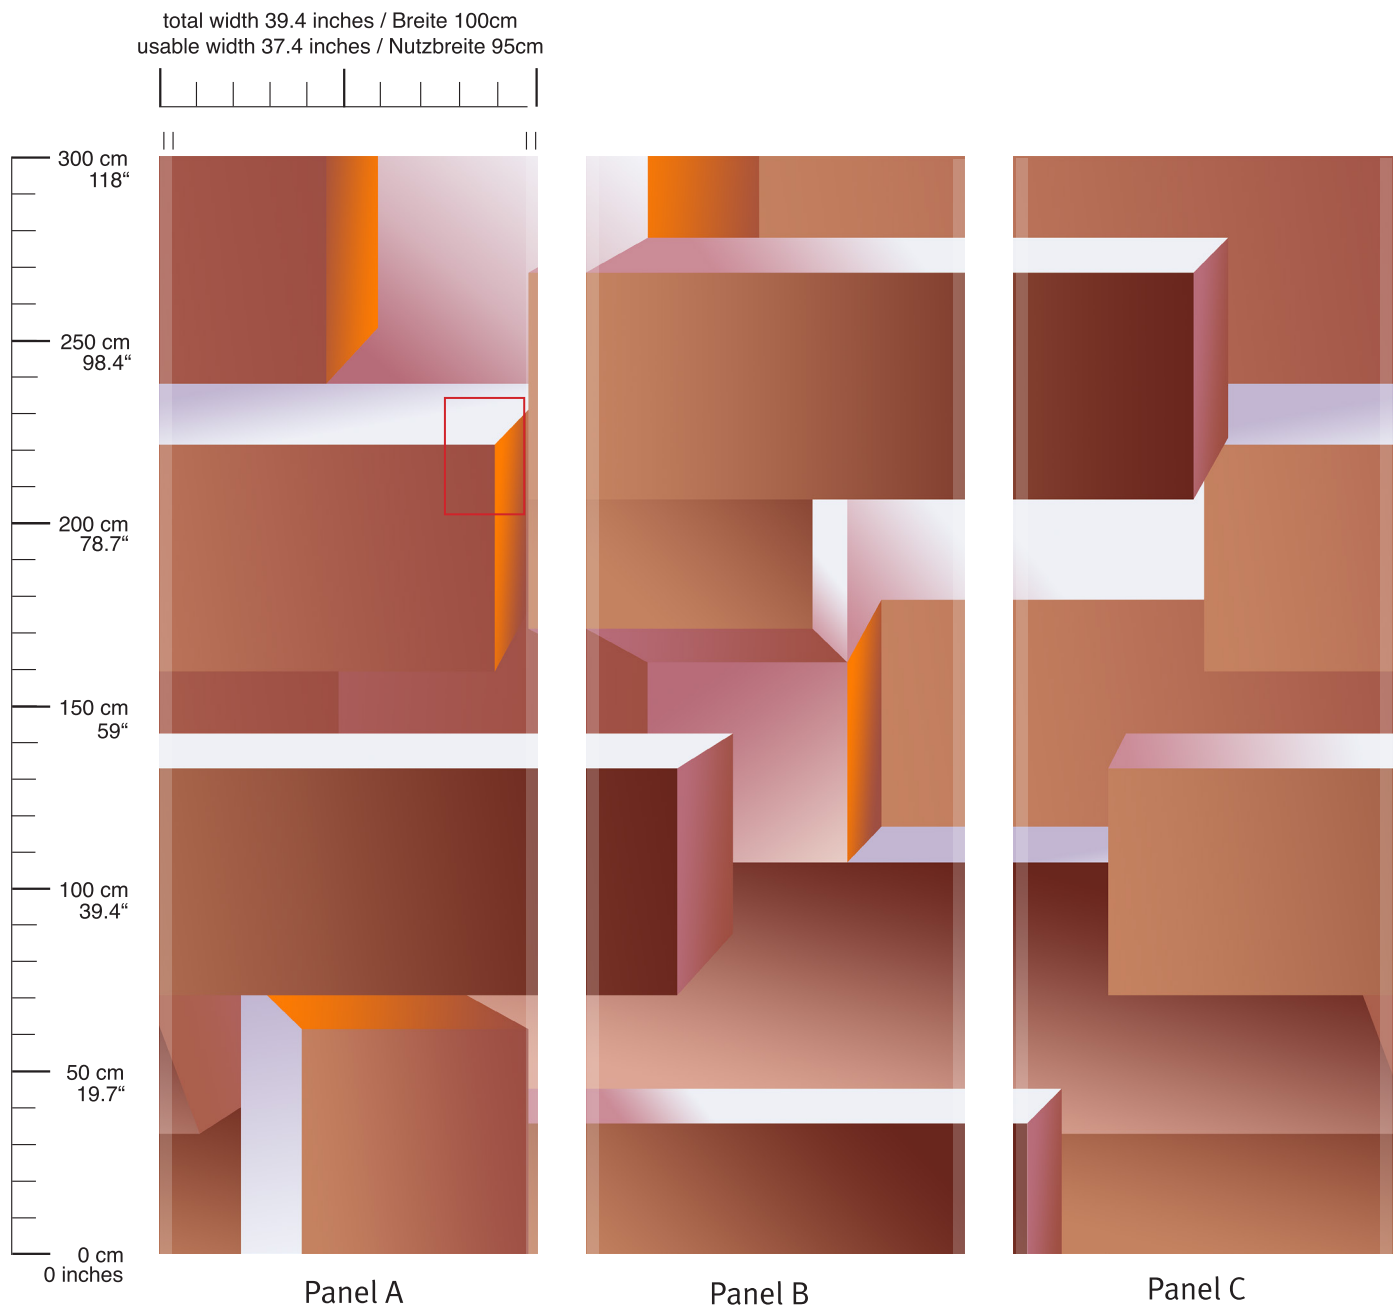 total width 39.4 inches / Breite 100cm
usable width 37.4 inches / Nutzbreite 95cm
300 cm
118“
250 cm
98.4“
200 cm
78.7“
150 cm
59“
100 cm
39.4“
50 cm
19.7“
0 cm
0 inches
Panel A
Panel B
Panel C